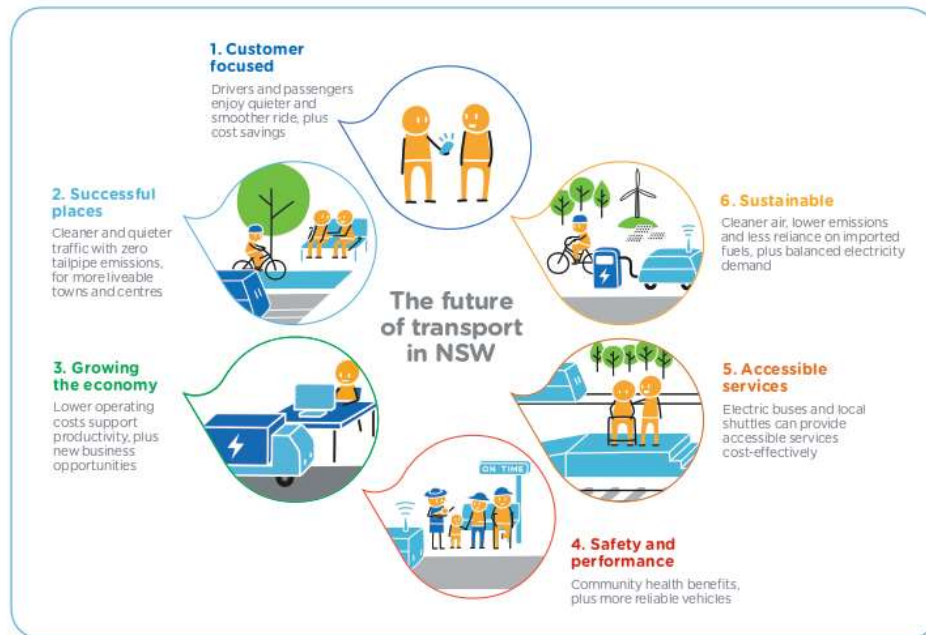 1. Customer
focused
Drivers and passengers
enjoy quieter and
smoother ride, plus
cost savings
2. Successful
places
Cleaner and quieter
traffic with zero
tailpipe emissions,
for more liveable
towns and centres
3. Growing
the economy
Lower operating
costs support
productivity, plus
new business
opportunities
The future
of transport
in NSW
ON TIME
4. Safety and
performance
Community health benefits,
plus more reliable vehicles
5. Accessible
services
Electric buses and local
shuttles can provide
accessible services
cost-effectively
6. Sustainable
Cleaner air, lower emissions
and less reliance on imported
fuels, plus balanced electricity
demand